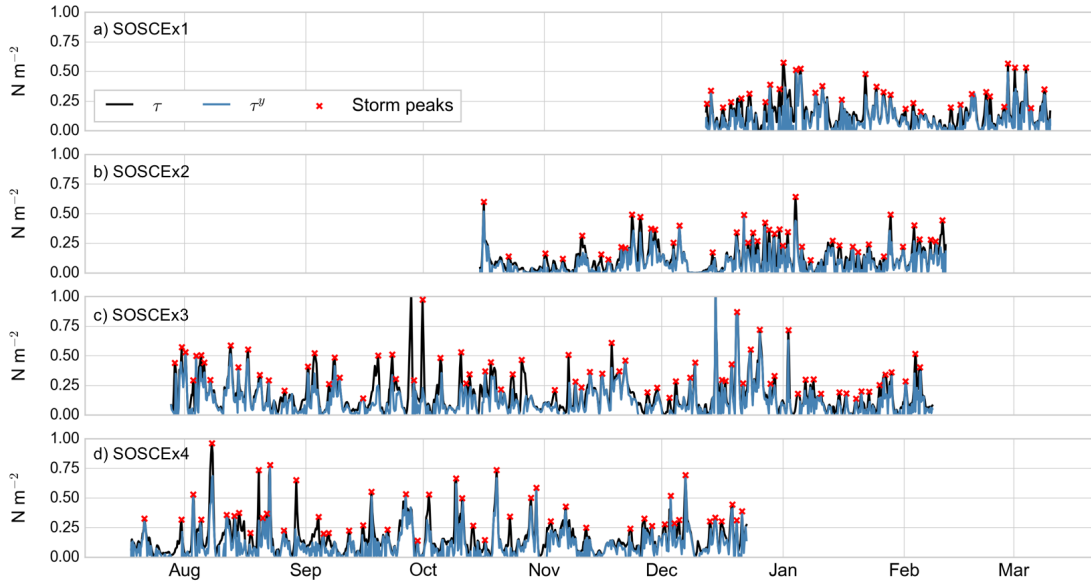 1.00
a) SOSCEx1
0.75
N m⁻²
0.50
0.25
τ τʸ Storm peaks
0.00
1.00
b) SOSCEx2
0.75
N m⁻²
0.50
0.25
0.00
1.00
c) SOSCEx3
0.75
N m⁻²
0.50
0.25
0.00
1.00
d) SOSCEx4
0.75
N m⁻²
0.50
0.25
0.00
Aug Sep Oct Nov Dec Jan Feb Mar